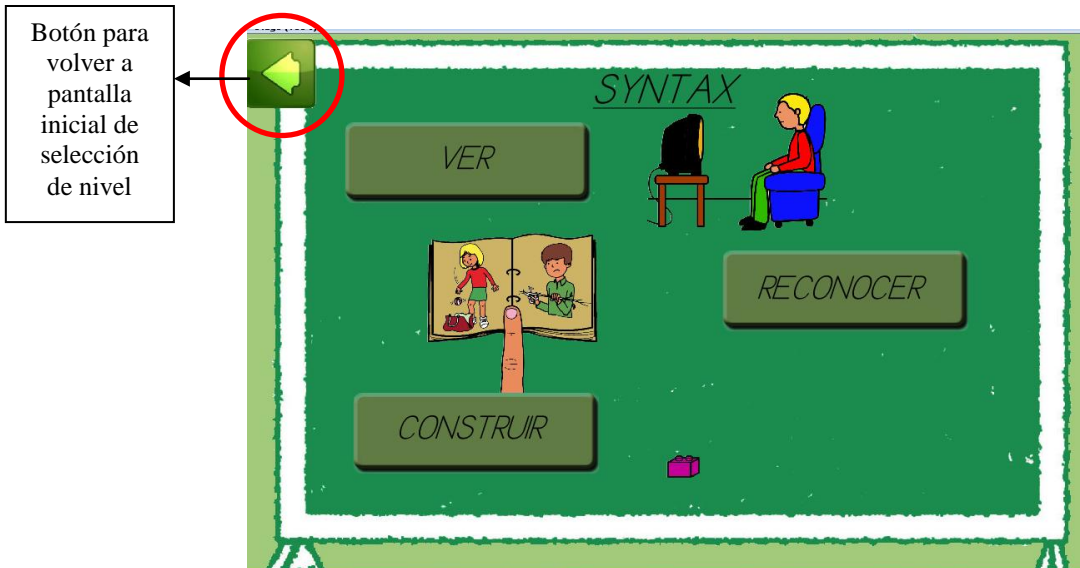 Botón para
volver a
pantalla
inicial de
selección
de nivel
SYNTAX
VER
RECONOCER
CONSTRUIR